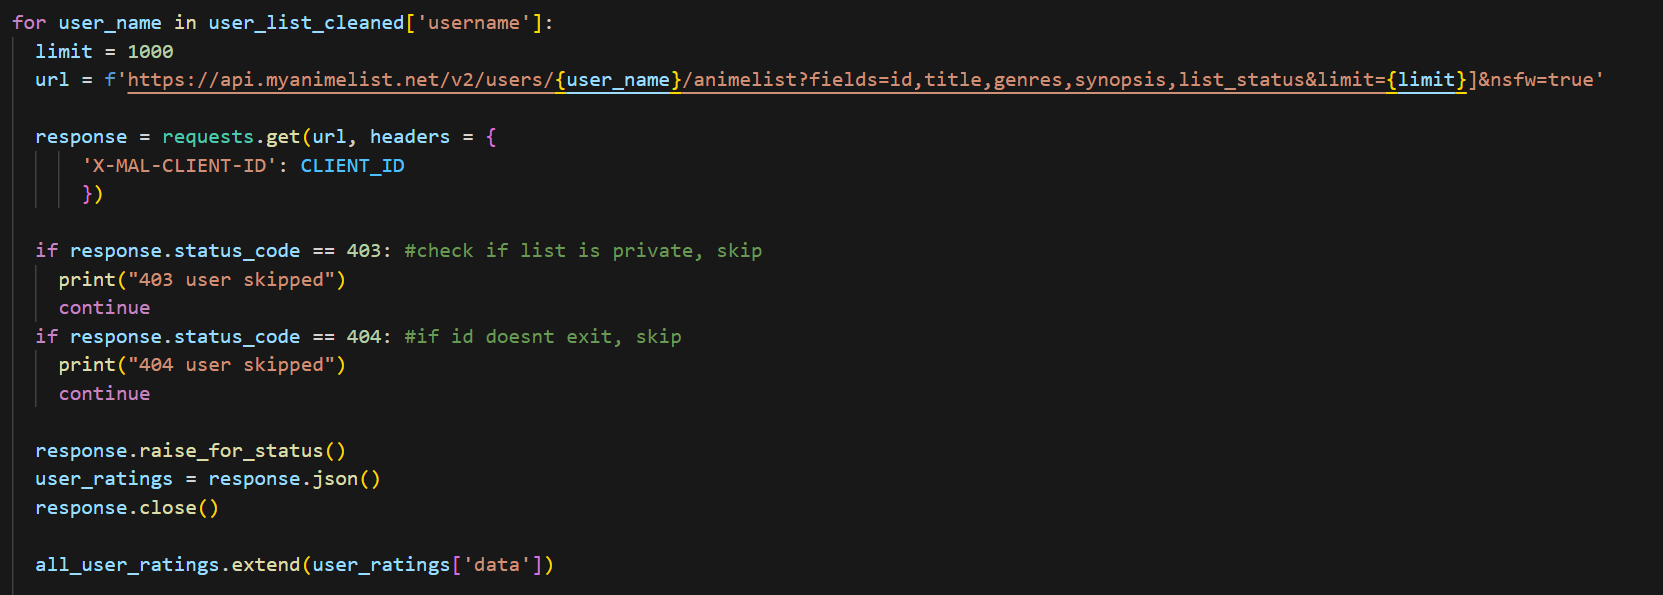 for user_name in user_list_cleaned['username']:
  limit = 1000
  url = f'https://api.myanimelist.net/v2/users/{user_name}/animelist?fields=id,title,genres,synopsis,list_status&limit={limit}]&nsfw=true'
  response = requests.get(url, headers = {
      'X-MAL-CLIENT-ID': CLIENT_ID
      })
  if response.status_code == 403: #check if list is private, skip
    print("403 user skipped")
    continue
  if response.status_code == 404: #if id doesnt exit, skip
    print("404 user skipped")
    continue
  response.raise_for_status()
  user_ratings = response.json()
  response.close()
  all_user_ratings.extend(user_ratings['data'])